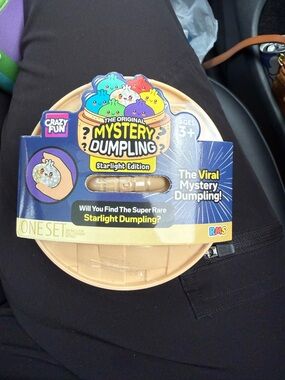 CRAZY
FUN
THE ORIGINAL
MYSTERY
DUMPLING
Starlight Edition
AGES
3+
The Viral
Mystery
Dumpling!
Will You Find The Super Rare
Starlight Dumpling?
ONE SET
RMS